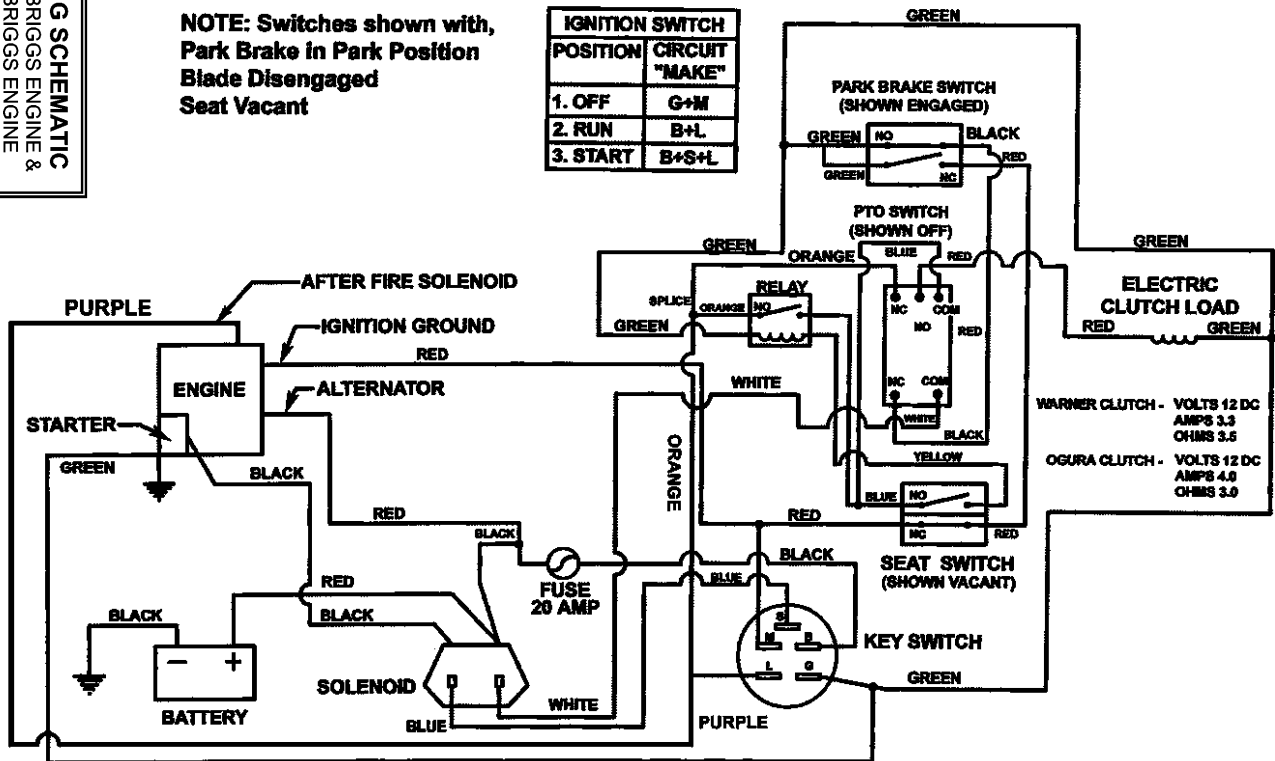 G SCHEMATIC
BRIGGS ENGINE &
BRIGGS ENGINE
NOTE: Switches shown with,
Park Brake in Park Position
Blade Disengaged
Seat Vacant
IGNITION SWITCH
POSITION CIRCUIT "MAKE"
1. OFF G+M
2. RUN B+L
3. START B+S+L
GREEN
PARK BRAKE SWITCH
(SHOWN ENGAGED)
GREEN NO BLACK
RED
GREEN NC
PTO SWITCH
(SHOWN OFF)
GREEN
ORANGE BLUE RED
GREEN
AFTER FIRE SOLENOID
RELAY
ELECTRIC
CLUTCH LOAD
PURPLE
SPLICE ORANGE NO
NC COM
NO RED
IGNITION GROUND
GREEN
RED GREEN
RED
ENGINE
ALTERNATOR
WHITE
NC COM
WARNER CLUTCH - VOLTS 12 DC
AMPS 3.3
OHMS 3.5
STARTER
WHITE
BLACK
ORANGE
YELLOW
OGURA CLUTCH - VOLTS 12 DC
AMPS 4.0
OHMS 3.0
GREEN
BLACK
BLUE NO
RED
RED
NC RED
BLACK
BLACK
SEAT SWITCH
(SHOWN VACANT)
FUSE
20 AMP
BLUE
RED
BLACK
BLACK
S
M B
KEY SWITCH
L G
- +
SOLENOID
GREEN
WHITE
BATTERY
BLUE
PURPLE